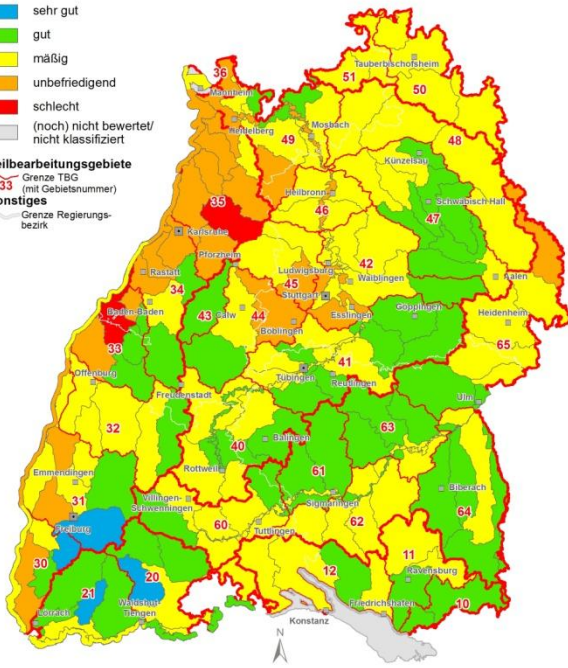 sehr gut
gut
mäßig
unbefriedigend
schlecht
(noch) nicht bewertet/
nicht klassifiziert
eilbearbeitungsgebiete
33 Grenze TBG
(mit Gebietsnummer)
onstiges
Grenze Regierungs-
bezirk
36
Mannheim
Heidelberg
51
Tauberbischofsheim
50
49
Mosbach
48
Künzelsau
Heilbronn
46
47
Schwäbisch Hall
35
Karlsruhe
Pforzheim
Ludwigsburg
45
Stuttgart
42
Waiblingen
Aalen
Rastatt
34
Baden-Baden
33
43
Calw
44
Böblingen
Esslingen
Göppingen
Heidenheim
65
Offenburg
Freudenstadt
Tübingen
41
Reutlingen
Ulm
32
40
Balingen
63
Rottweil
61
Biberach
64
Emmendingen
31
Freiburg
Villingen-
Schwenningen
60
Tuttlingen
Sigmaringen
62
30
21
20
Lörrach
Waldshut-
Tiengen
12
11
Ravensburg
10
Konstanz
Friedrichshafen
N